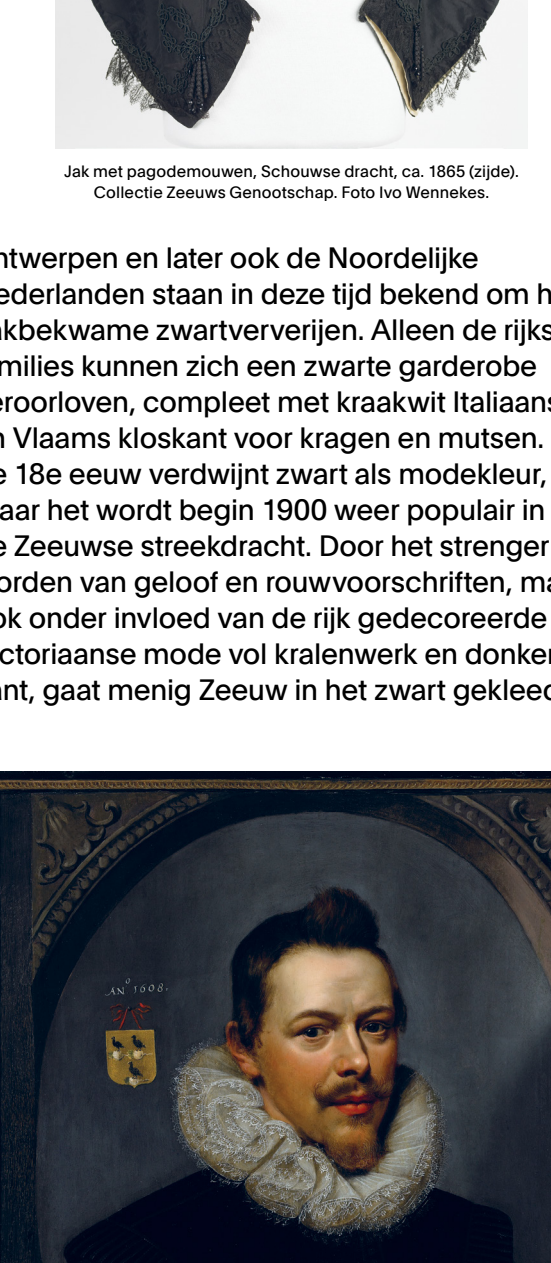 Jak met pagodemouwen, Schouwse dracht, ca. 1865 (zijde).
Collectie Zeeuws Genootschap. Foto Ivo Wennekes.
ntwerpen en later ook de Noordelijke
ederlanden staan in deze tijd bekend om h
akbekwame zwartververijen. Alleen de rijks
milies kunnen zich een zwarte garderobe
eroorloven, compleet met kraakwit Italiaans
n Vlaams kloskant voor kragen en mutsen.
e 18e eeuw verdwijnt zwart als modekleur,
aar het wordt begin 1900 weer populair in
e Zeeuwse streekdracht. Door het strenger
orden van geloof en rouwvoorschriften, ma
ok onder invloed van de rijk gedecoreerde
ctoriaanse mode vol kralenwerk en donker
ant, gaat menig Zeeuw in het zwart gekleed
ANº 1608.